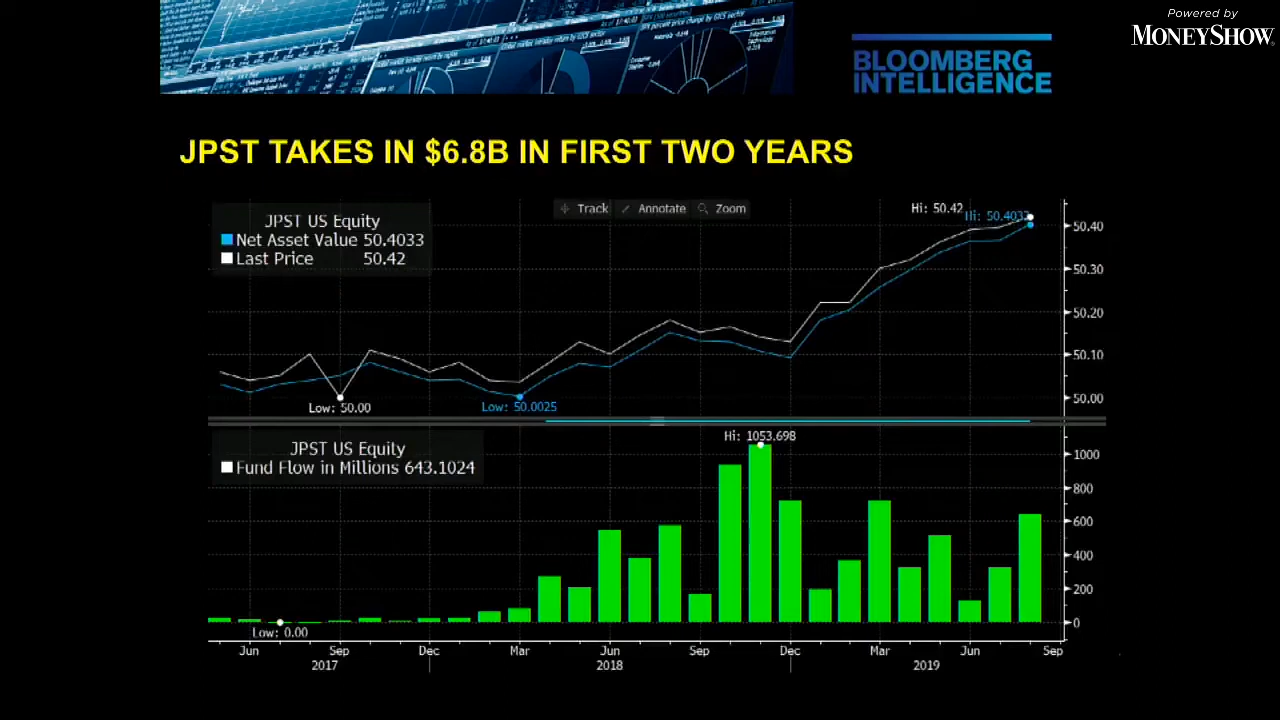 Powered by
MONEYSHOW
BLOOMBERG
INTELLIGENCE
JPST TAKES IN $6.8B IN FIRST TWO YEARS
Track Annotate Zoom
JPST US Equity
Net Asset Value 50.4033
Last Price 50.42
Hi: 50.42
Hi: 50.4033
50.40
50.30
50.20
50.10
50.00
Low: 50.00
Low: 50.0025
JPST US Equity
Fund Flow in Millions 643.1024
Hi: 1053.698
1000
800
600
400
200
0
Low: 0.00
Jun Sep Dec Mar Jun Sep Dec Mar Jun Sep
2017 2018 2019